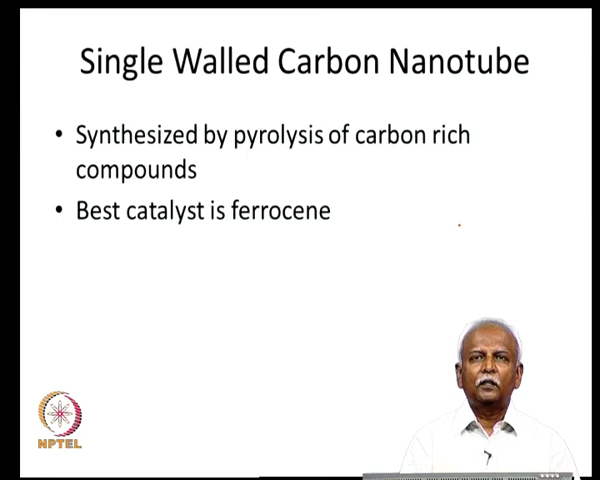 Single Walled Carbon Nanotube
• Synthesized by pyrolysis of carbon rich
compounds
• Best catalyst is ferrocene
NPTEL